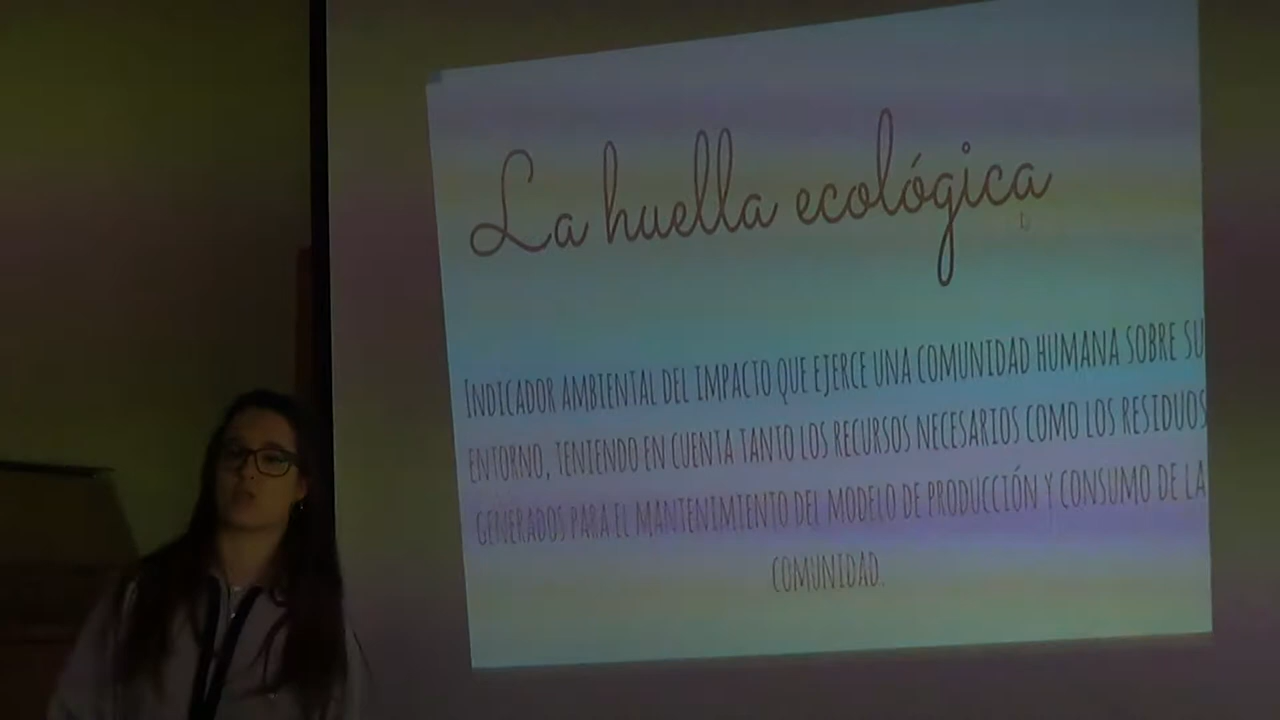 La huella ecológica
INDICADOR AMBIENTAL DEL IMPACTO QUE EJERCE UNA COMUNIDAD HUMANA SOBRE SU
ENTORNO, TENIENDO EN CUENTA TANTO LOS RECURSOS NECESARIOS COMO LOS RESIDUOS
GENERADOS PARA EL MANTENIMIENTO DEL MODELO DE PRODUCCIÓN Y CONSUMO DE LA
COMUNIDAD.